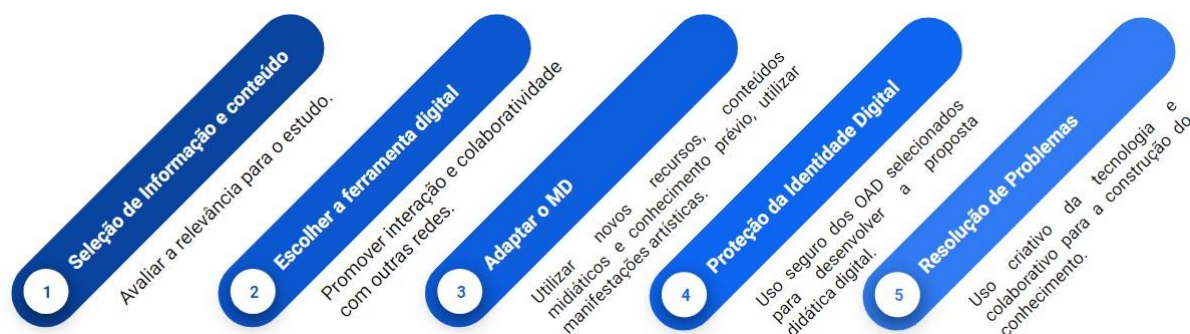 1
Seleção de Informação e conteúdo
Avaliar a relevância para o estudo.
2
Escolher a ferramenta digital
Promover interação e colaboratividade
com outras redes.
3
Adaptar o MD
Utilizar novos recursos, conteúdos
midiáticos e conhecimento prévio, utilizar
manifestações artísticas.
4
Proteção da Identidade Digital
Uso seguro dos OAD selecionados
para desenvolver a proposta
didática digital.
5
Resolução de Problemas
Uso criativo da tecnologia e
colaborativo para a construção do
conhecimento.